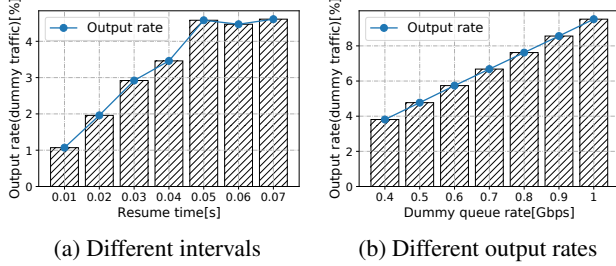 Output rate(dummy traffic)[%]
4
3
2
1
0
Output rate
0.01 0.02 0.03 0.04 0.05 0.06 0.07
Resume time[s]
(a) Different intervals
Output rate(dummy traffic)[%]
8
6
4
2
0
Output rate
0.4 0.5 0.6 0.7 0.8 0.9 1
Dummy queue rate[Gbps]
(b) Different output rates